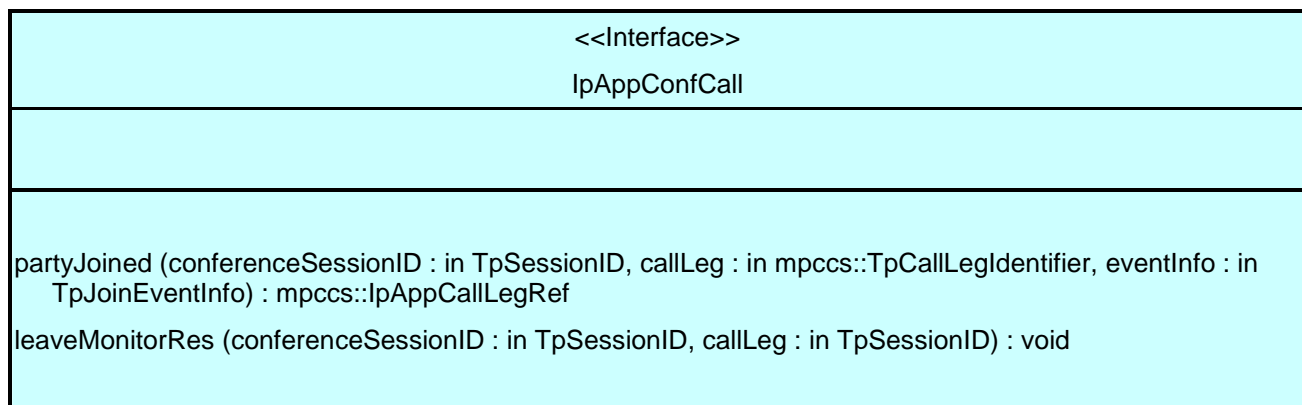 <<Interface>>
IpAppConfCall
partyJoined (conferenceSessionID : in TpSessionID, callLeg : in mpccs::TpCallLegIdentifier, eventInfo : in
TpJoinEventInfo) : mpccs::IpAppCallLegRef
leaveMonitorRes (conferenceSessionID : in TpSessionID, callLeg : in TpSessionID) : void